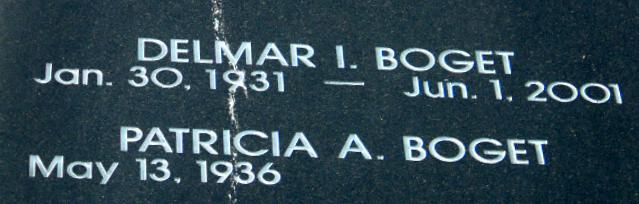 DELMAR I. BOGET
Jan. 30, 1931 — Jun. 1, 2001
PATRICIA A. BOGET
May 13, 1936